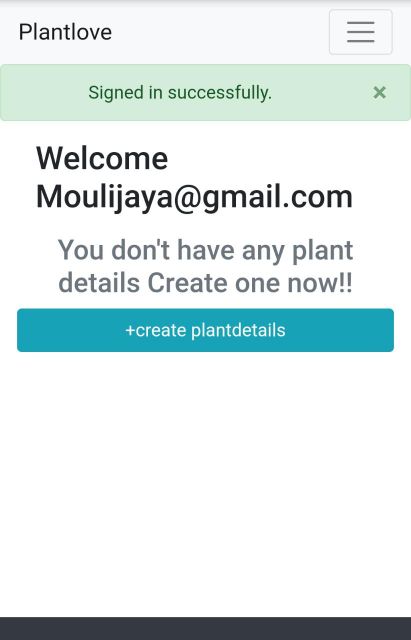 Plantlove
Signed in successfully.
×
Welcome
Moulijaya@gmail.com
You don't have any plant
details Create one now!!
+create plantdetails